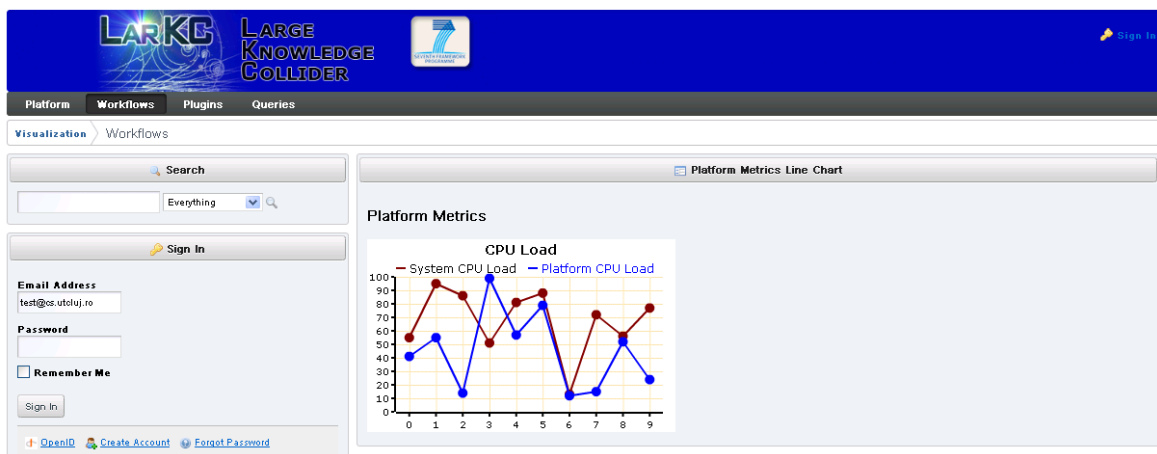 LarKC
Large
Knowledge
Collider
SEVENTH FRAMEWORK
PROGRAMME
Sign In
Platform Workflows Plugins Queries
Visualization Workflows
Search
Everything
Sign In
Email Address
test@cs.utcluj.ro
Password
Remember Me
Sign In
OpenID Create Account Forgot Password
Platform Metrics Line Chart
Platform Metrics
CPU Load
System CPU Load Platform CPU Load
100
90
80
70
60
50
40
30
20
10
0
0 1 2 3 4 5 6 7 8 9